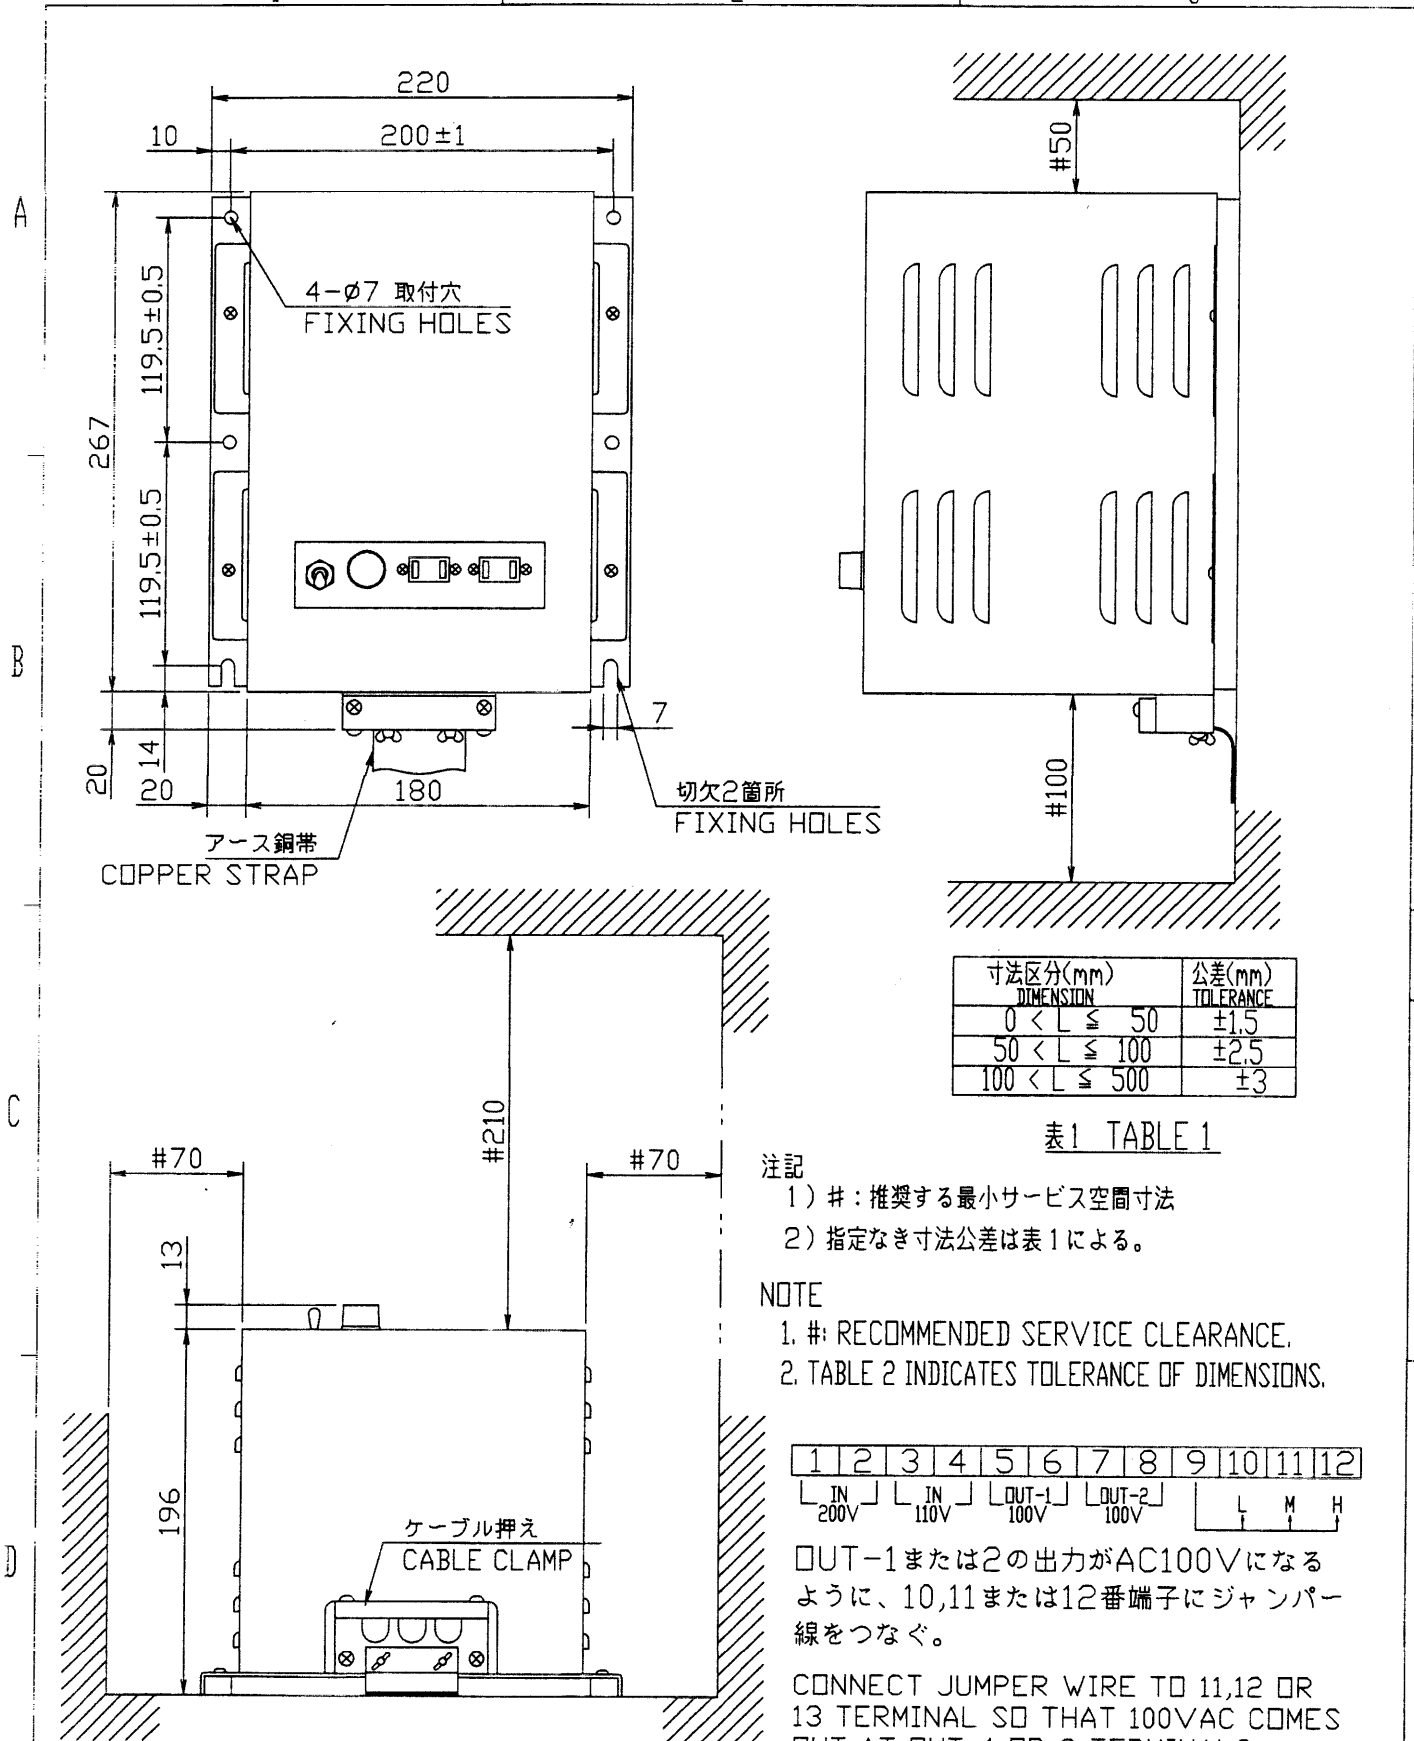 220
10
200±1
#50
A
4-Ø7 取付穴
FIXING HOLES
119.5±0.5
267
119.5±0.5
B
7
20
14
20
180
切欠2箇所
FIXING HOLES
アース銅帯
COPPER STRAP
#100
寸法区分(mm) 公差(mm)
DIMENSION TOLERANCE
0 < L ≦ 50 ±1.5
50 < L ≦ 100 ±2.5
100 < L ≦ 500 ±3
表1 TABLE 1
C
#70
#210
#70
13
196
注記
1) #:推奨する最小サービス空間寸法
2) 指定なき寸法公差は表1による。
NOTE
1. #: RECOMMENDED SERVICE CLEARANCE.
2. TABLE 2 INDICATES TOLERANCE OF DIMENSIONS.
1 2 3 4 5 6 7 8 9 10 11 12
IN IN OUT-1 OUT-2 L M H
200V 110V 100V 100V
ケーブル押え
CABLE CLAMP
D
OUT-1または2の出力がAC100Vになる
ように、10,11または12番端子にジャンパー
線をつなぐ。
CONNECT JUMPER WIRE TO 11,12 OR
13 TERMINAL SO THAT 100VAC COMES